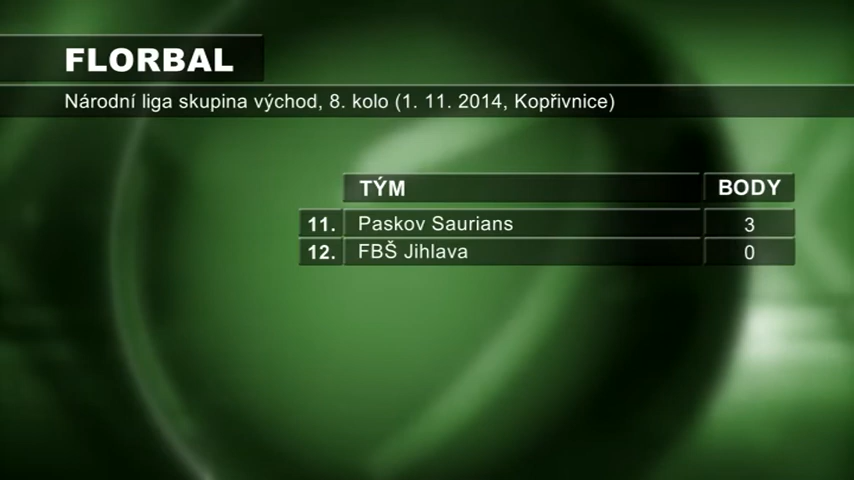 FLORBAL
Národní liga skupina východ, 8. kolo (1. 11. 2014, Kopřivnice)
TÝM BODY
11. Paskov Saurians 3
12. FBŠ Jihlava 0